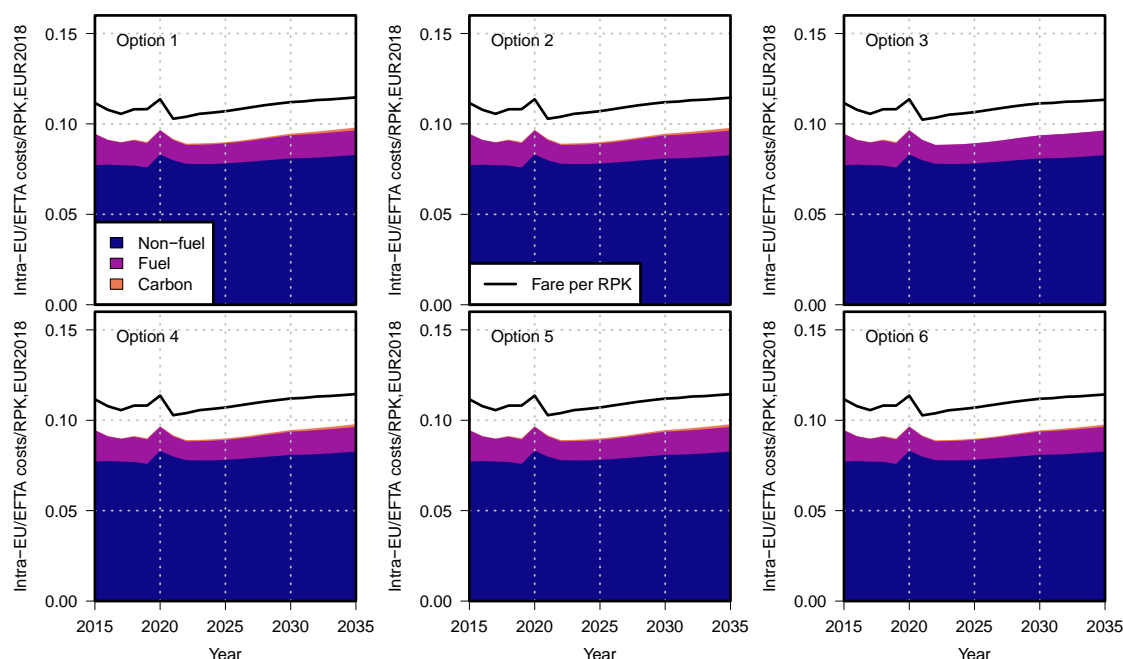 Intra−EU/EFTA costs/RPK,EUR2018
0.15
0.10
0.05
0.00
Option 1
Non−fuel
Fuel
Carbon
Intra−EU/EFTA costs/RPK,EUR2018
0.15
0.10
0.05
0.00
Option 2
Fare per RPK
Intra−EU/EFTA costs/RPK,EUR2018
0.15
0.10
0.05
0.00
Option 3
Intra−EU/EFTA costs/RPK,EUR2018
0.15
0.10
0.05
0.00
Option 4
2015 2020 2025 2030 2035
Year
Intra−EU/EFTA costs/RPK,EUR2018
0.15
0.10
0.05
0.00
Option 5
2015 2020 2025 2030 2035
Year
Intra−EU/EFTA costs/RPK,EUR2018
0.15
0.10
0.05
0.00
Option 6
2015 2020 2025 2030 2035
Year